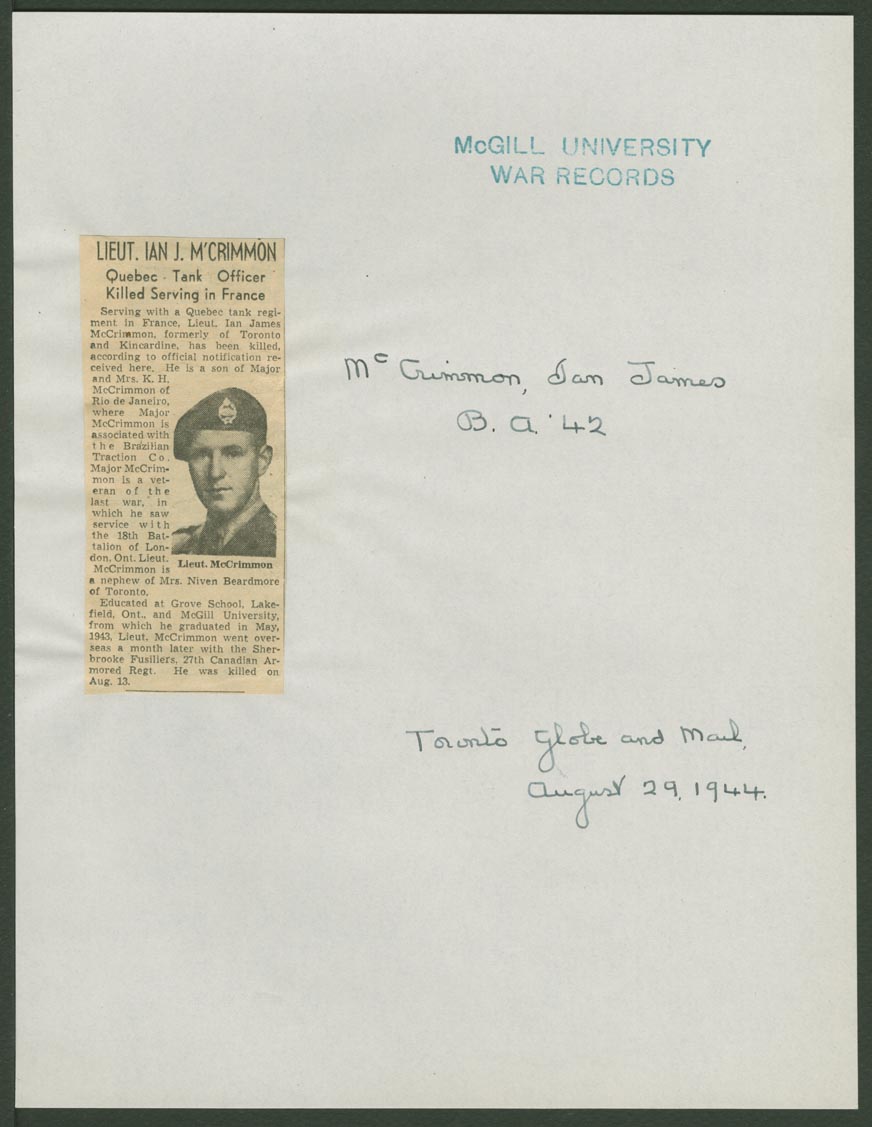 McGILL UNIVERSITY
WAR RECORDS
LIEUT. IAN J. M'CRIMMON
Quebec Tank Officer
Killed Serving in France
Serving with a Quebec tank regi-
ment in France, Lieut. Ian James
McCrimmon, formerly of Toronto
and Kincardine, has been killed,
according to official notification re-
ceived here. He is a son of Major
and Mrs. K. H.
McCrimmon of
Rio de Janeiro,
where Major
McCrimmon is
associated with
the Brazilian
Traction Co.
Major McCrim-
mon is a vet-
eran of the
last war, in
which he saw
service with
the 18th Bat-
talion of Lon-
don, Ont. Lieut.
McCrimmon is
a nephew of Mrs. Niven Beardmore
of Toronto.
Lieut. McCrimmon
Educated at Grove School, Lake-
field, Ont., and McGill University,
from which he graduated in May,
1943, Lieut. McCrimmon went over-
seas a month later with the Sher-
brooke Fusiliers, 27th Canadian Ar-
mored Regt. He was killed on
Aug. 13.
McCrimmon, Ian James
B. A. '42
Toronto Globe and Mail,
August 29, 1944.